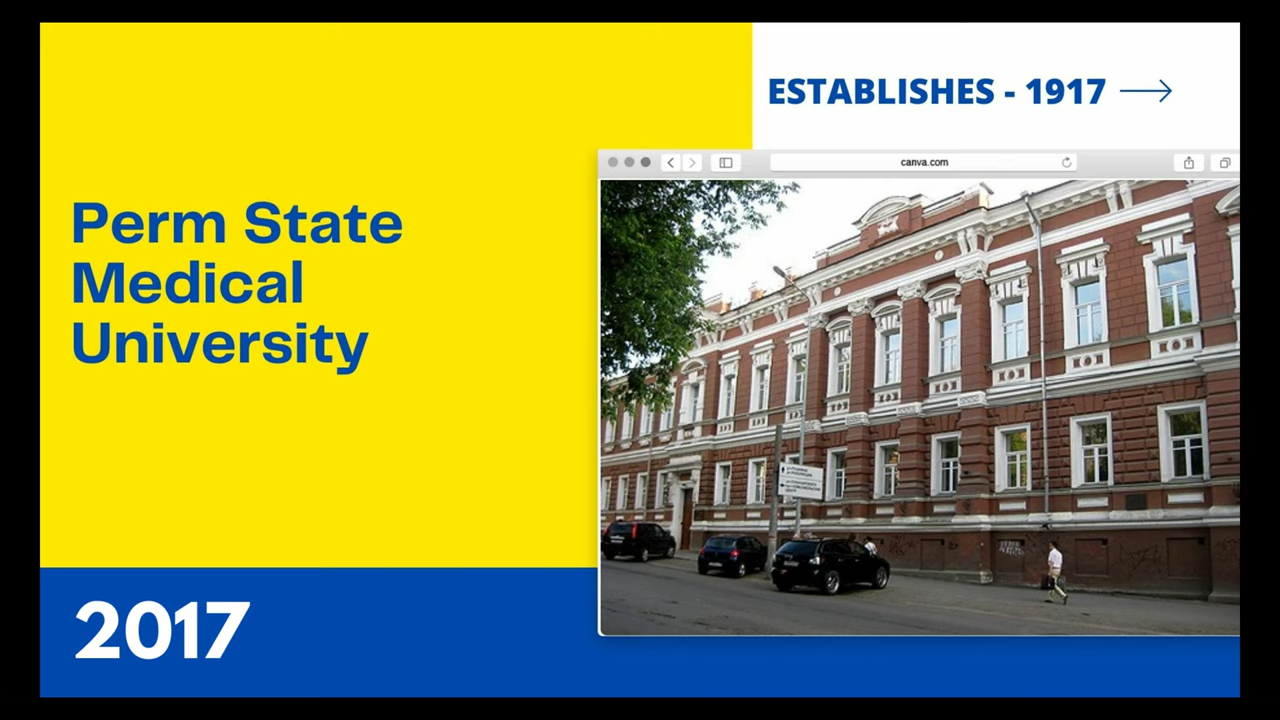 ESTABLISHES - 1917
canva.com
Perm State
Medical
University
2017